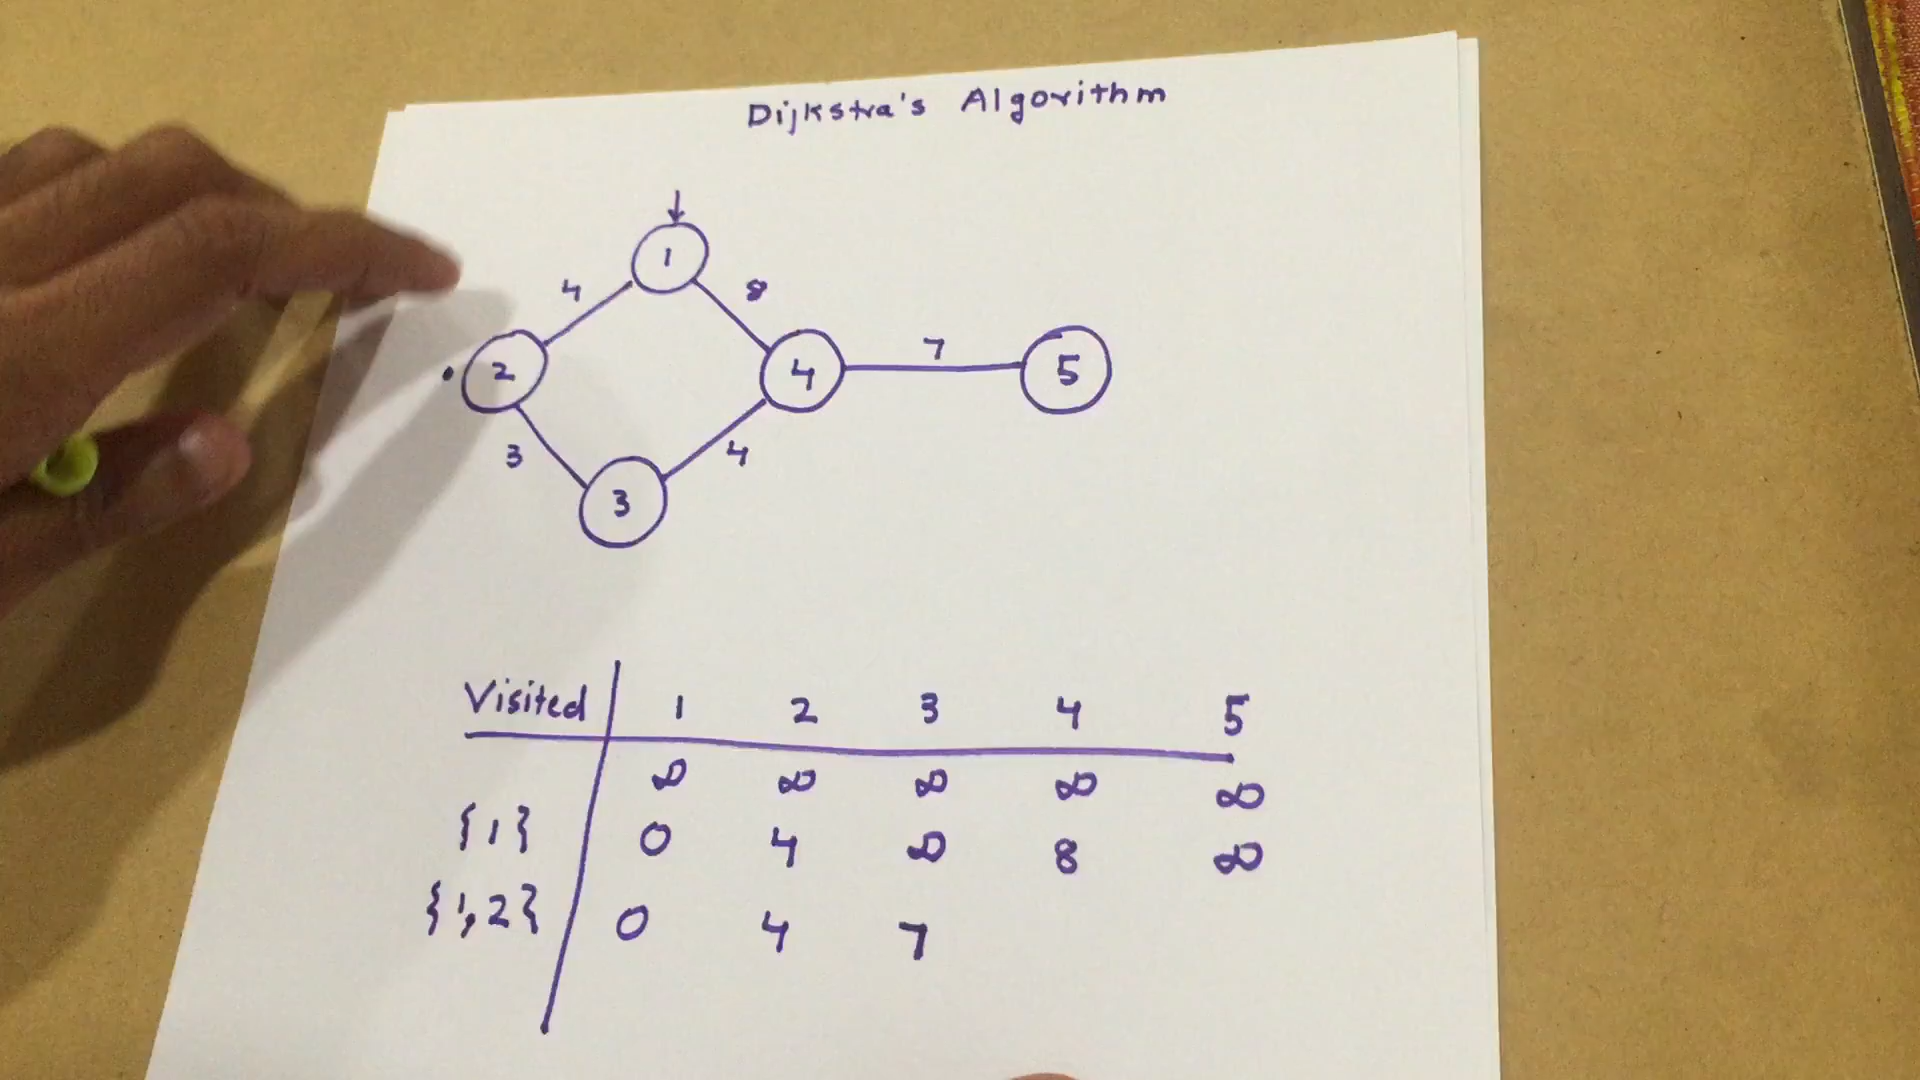 Dijkstra's Algorithm
1
4 8
2 4 7 5
3 4
3
Visited 1 2 3 4 5
∞ ∞ ∞ ∞ ∞
{1} 0 4 ∞ 8 ∞
{1,2} 0 4 7